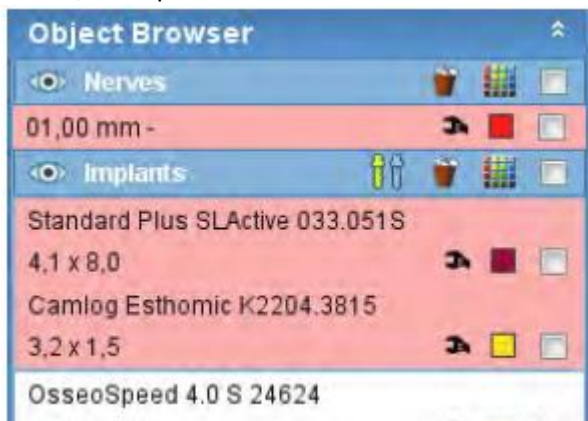 Object Browser
Nerves
01,00 mm -
Implants
Standard Plus SLActive 033.051S
4,1 x 8,0
Camlog Esthomic K2204.3815
3,2 x 1,5
OsseoSpeed 4.0 S 24624